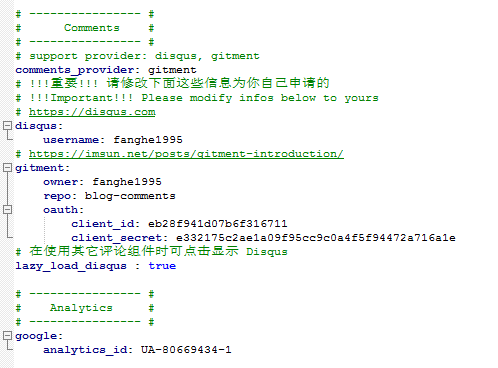 # ---------------- #
#      Comments    #
# ---------------- #
# support provider: disqus, gitment
comments_provider: gitment
# !!!重要!!! 请修改下面这些信息为你自己申请的
# !!!Important!!! Please modify infos below to yours
# https://disqus.com
disqus:
    username: fanghe1995
# https://imsun.net/posts/gitment-introduction/
gitment:
    owner: fanghe1995
    repo: blog-comments
    oauth:
        client_id: eb28f941d07b6f316711
        client_secret: e332175c2ae1a09f95cc9c0a4f5f94472a716a1e
# 在使用其它评论组件时可点击显示 Disqus
lazy_load_disqus : true
# ---------------- #
#    Analytics     #
# ---------------- #
google:
    analytics_id: UA-80669434-1